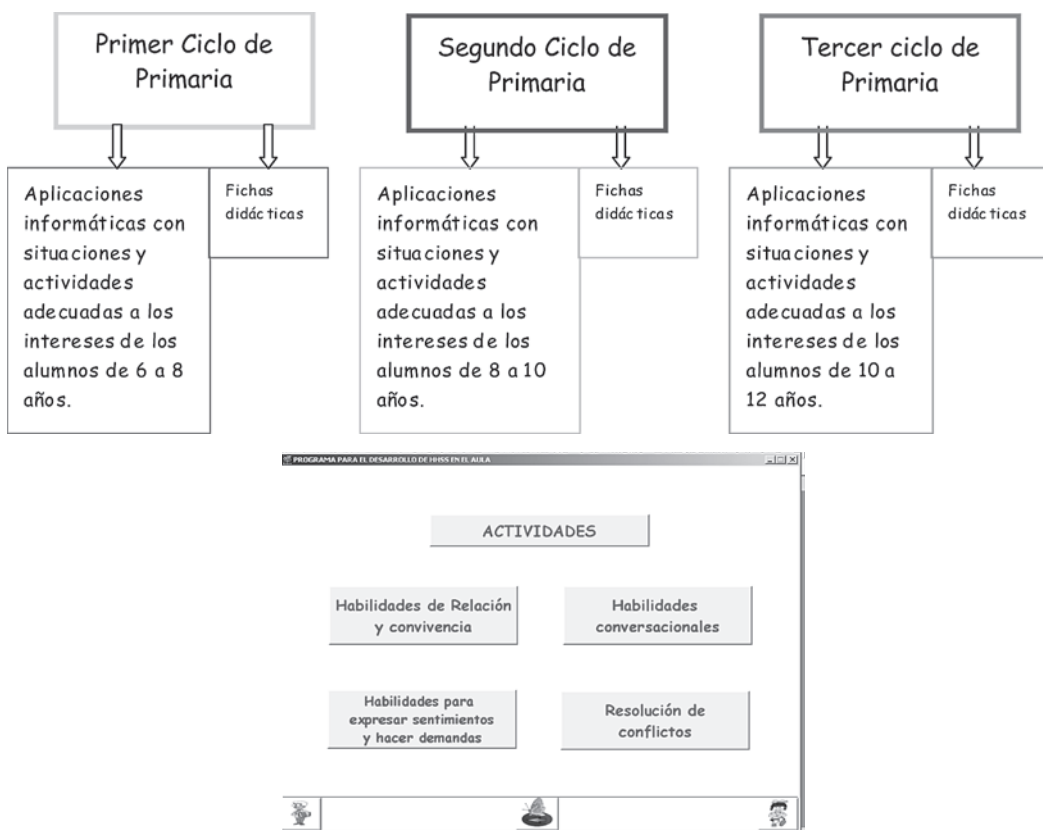 Primer Ciclo de
Primaria
Segundo Ciclo de
Primaria
Tercer ciclo de
Primaria
Aplicaciones
informáticas con
situaciones y
actividades
adecuadas a los
intereses de los
alumnos de 6 a 8
años.
Fichas
didácticas
Aplicaciones
informáticas con
situaciones y
actividades
adecuadas a los
intereses de los
alumnos de 8 a 10
años.
Fichas
didácticas
Aplicaciones
informáticas con
situaciones y
actividades
adecuadas a los
intereses de los
alumnos de 10 a
12 años.
Fichas
didácticas
PROGRAMA PARA EL DESARROLLO DE HHSS EN EL AULA
ACTIVIDADES
Habilidades de Relación
y convivencia
Habilidades
conversacionales
Habilidades para
expresar sentimientos
y hacer demandas
Resolución de
conflictos